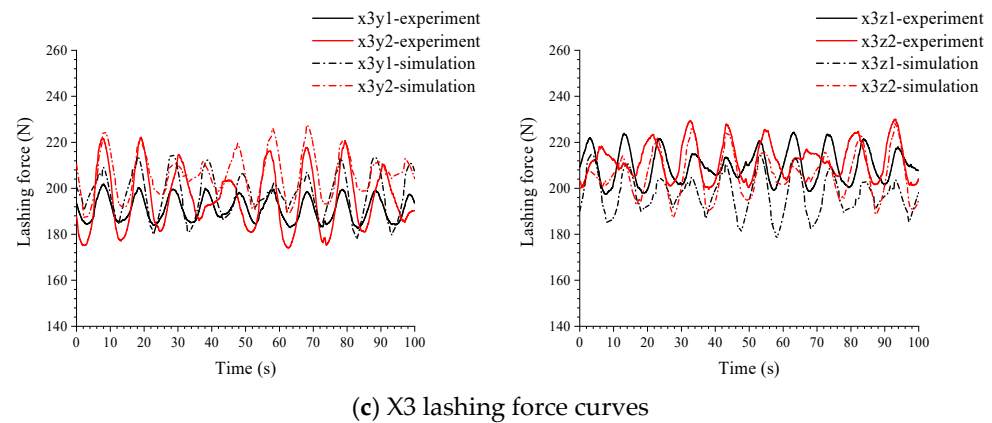 x3y1-experiment
x3y2-experiment
x3y1-simulation
x3y2-simulation
260
240
220
200
180
160
140
Lashing force (N)
0 10 20 30 40 50 60 70 80 90 100
Time (s)
x3z1-experiment
x3z2-experiment
x3z1-simulation
x3z2-simulation
260
240
220
200
180
160
140
Lashing force (N)
0 10 20 30 40 50 60 70 80 90 100
Time (s)
(c) X3 lashing force curves